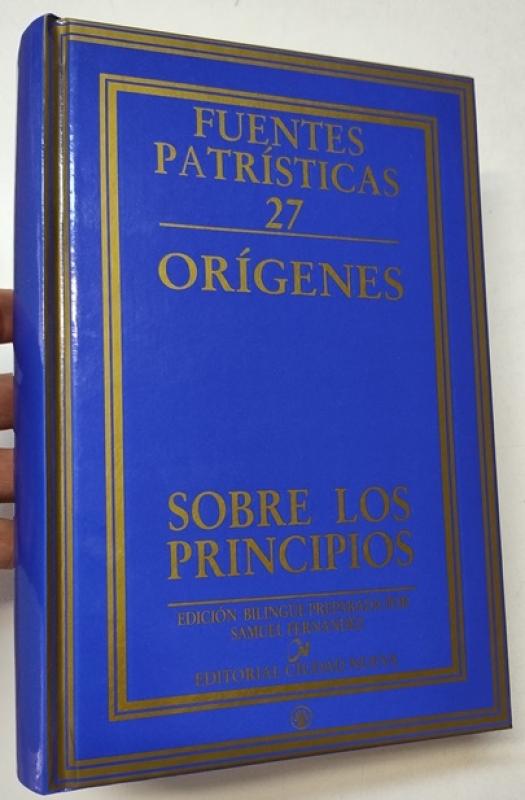 FUENTES
PATRÍSTICAS
27
ORÍGENES
SOBRE LOS
PRINCIPIOS
EDICIÓN BILINGÜE PREPARADA POR
SAMUEL FERNÁNDEZ
EDITORIAL CIUDAD NUEVA